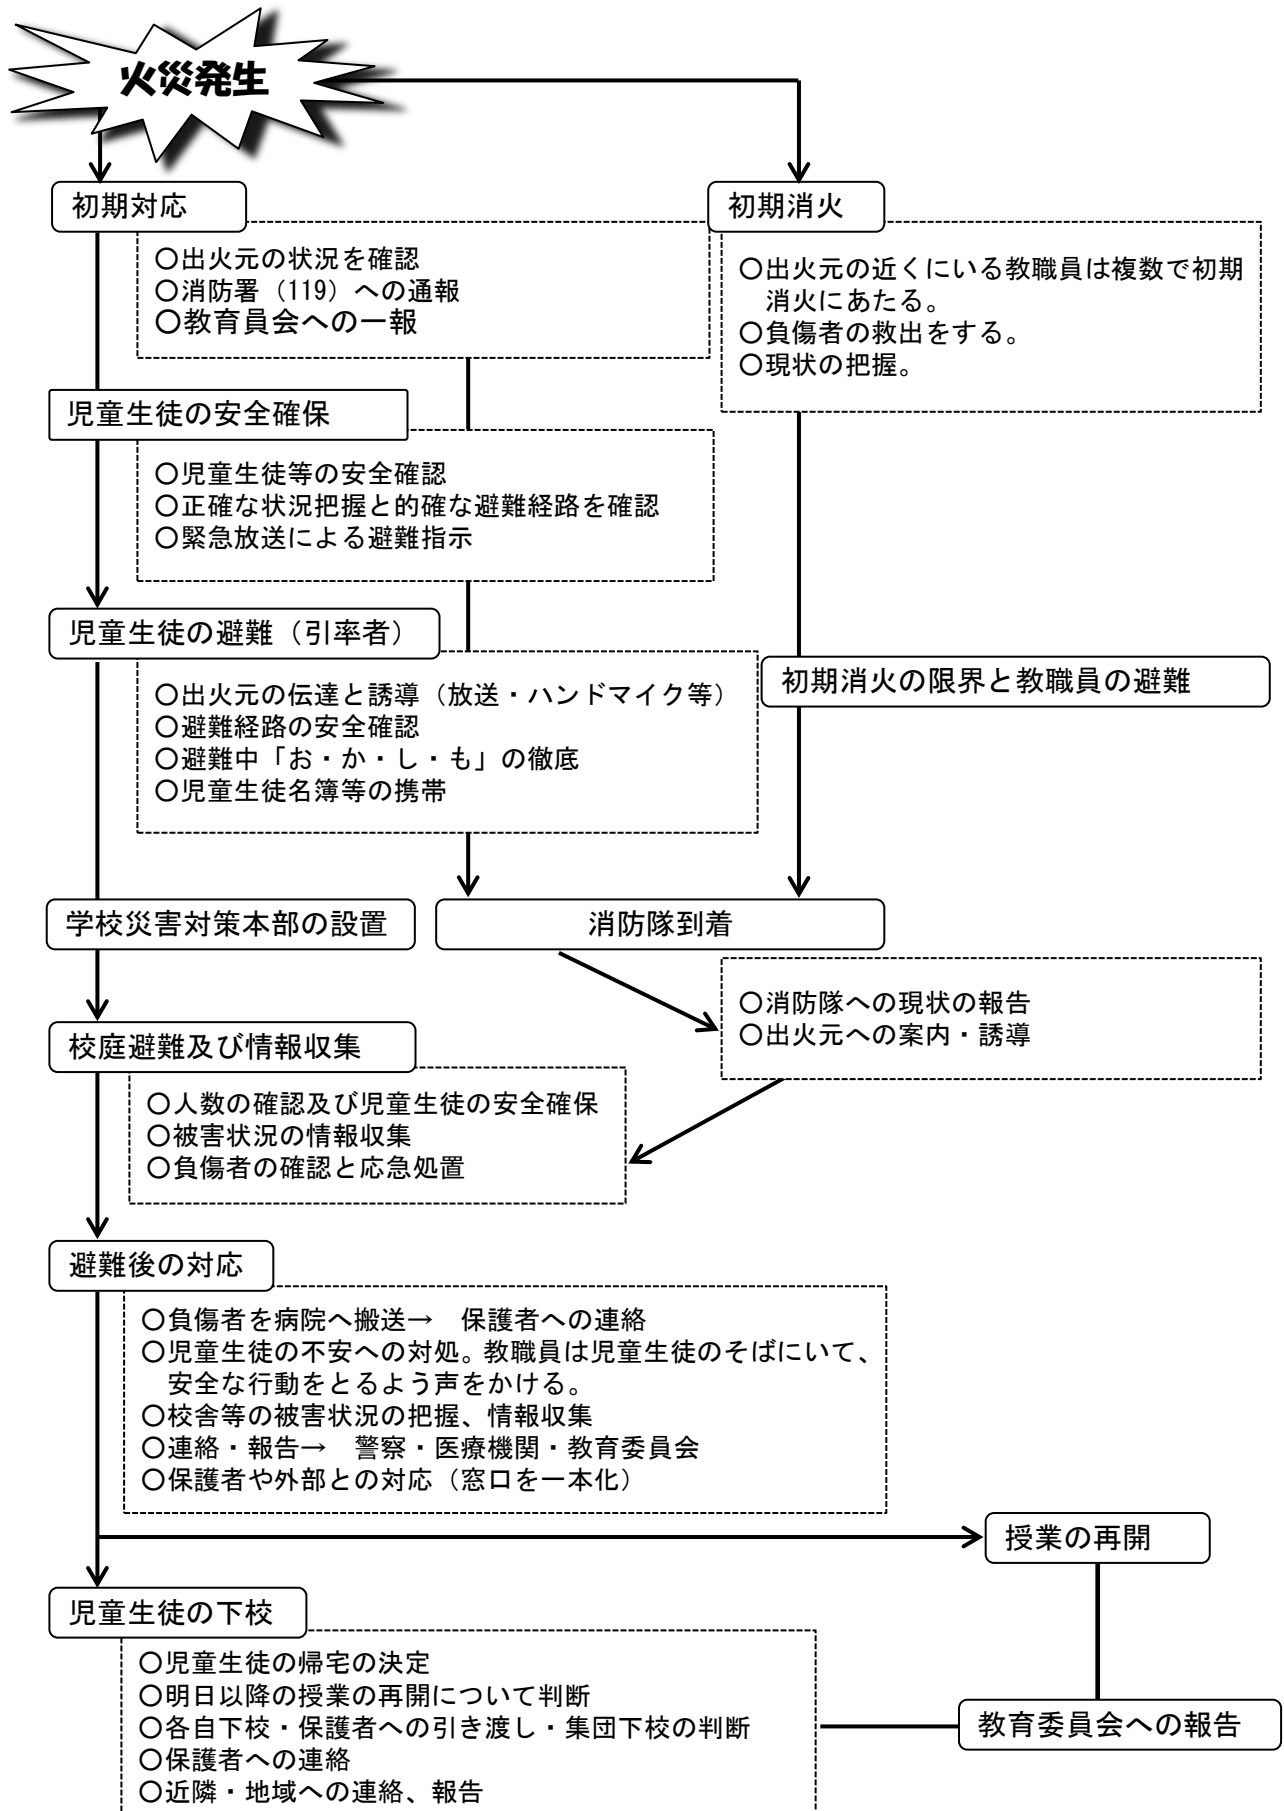 火災発生
初期対応
○出火元の状況を確認
○消防署（119）への通報
○教育員会への一報
初期消火
○出火元の近くにいる教職員は複数で初期
消火にあたる。
○負傷者の救出をする。
○現状の把握。
児童生徒の安全確保
○児童生徒等の安全確認
○正確な状況把握と的確な避難経路を確認
○緊急放送による避難指示
児童生徒の避難（引率者）
○出火元の伝達と誘導（放送・ハンドマイク等）
○避難経路の安全確認
○避難中「お・か・し・も」の徹底
○児童生徒名簿等の携帯
初期消火の限界と教職員の避難
学校災害対策本部の設置
消防隊到着
○消防隊への現状の報告
○出火元への案内・誘導
校庭避難及び情報収集
○人数の確認及び児童生徒の安全確保
○被害状況の情報収集
○負傷者の確認と応急処置
避難後の対応
○負傷者を病院へ搬送→　保護者への連絡
○児童生徒の不安への対処。教職員は児童生徒のそばにいて、
安全な行動をとるよう声をかける。
○校舎等の被害状況の把握、情報収集
○連絡・報告→　警察・医療機関・教育委員会
○保護者や外部との対応（窓口を一本化）
授業の再開
児童生徒の下校
○児童生徒の帰宅の決定
○明日以降の授業の再開について判断
○各自下校・保護者への引き渡し・集団下校の判断
○保護者への連絡
○近隣・地域への連絡、報告
教育委員会への報告